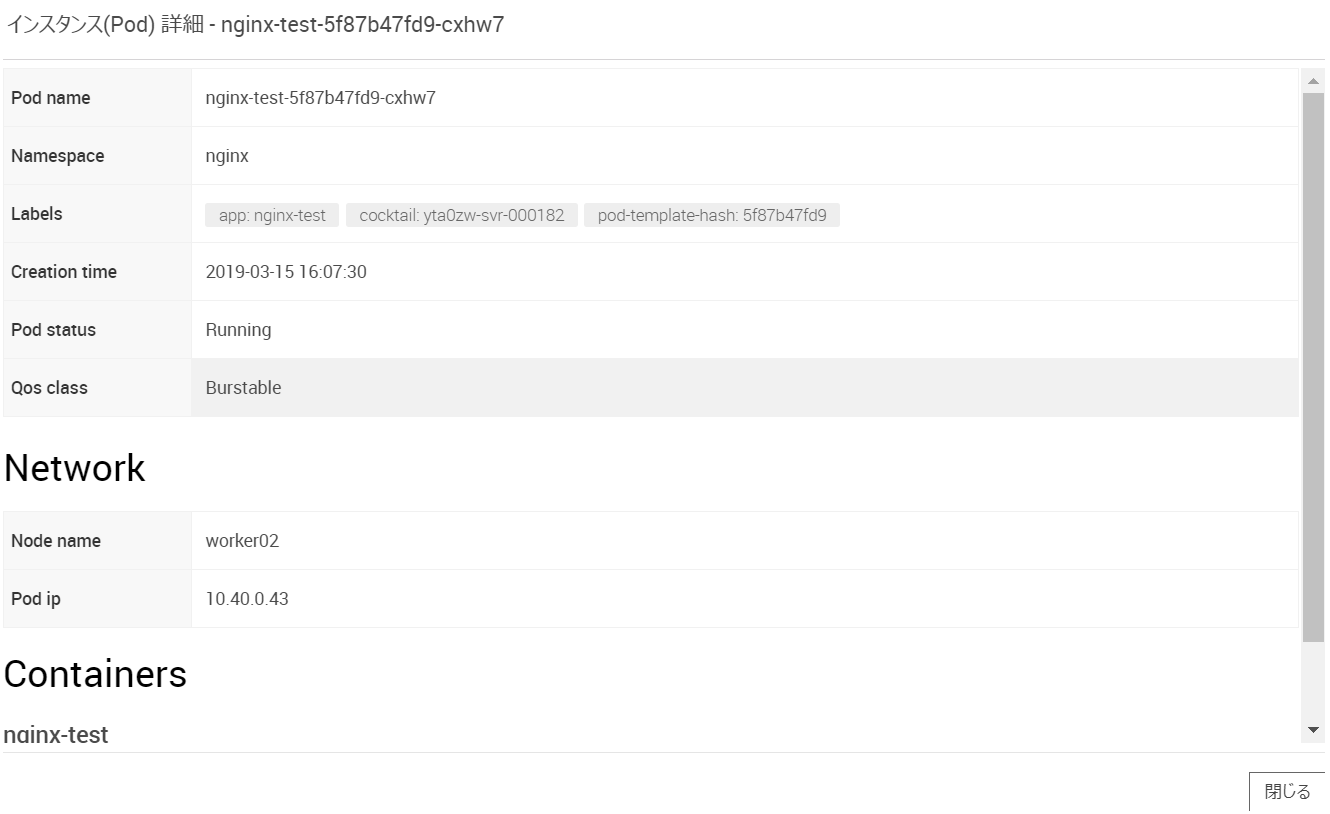 インスタンス(Pod) 詳細 - nginx-test-5f87b47fd9-cxhw7
Pod name nginx-test-5f87b47fd9-cxhw7
Namespace nginx
Labels app: nginx-test cocktail: yta0zw-svr-000182 pod-template-hash: 5f87b47fd9
Creation time 2019-03-15 16:07:30
Pod status Running
Qos class Burstable
Network
Node name worker02
Pod ip 10.40.0.43
Containers
nginx-test
閉じる